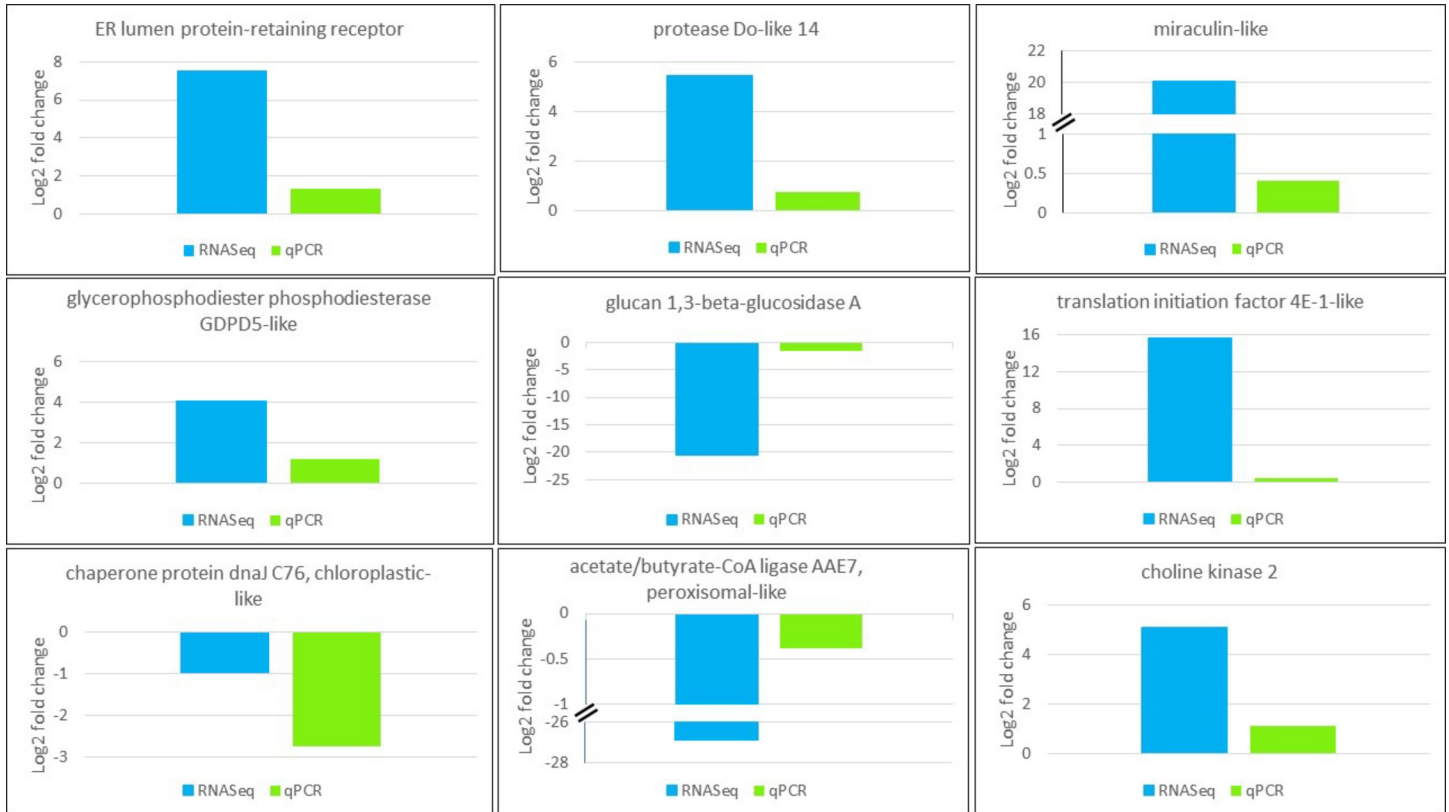 ER lumen protein-retaining receptor
Log2 fold change
8
6
4
2
0
RNASeq qPCR
protease Do-like 14
Log2 fold change
6
4
2
0
RNASeq qPCR
miraculin-like
Log2 fold change
22
20
18
1
0.5
0
RNASeq qPCR
glycerophosphodiester phosphodiesterase
GDPD5-like
Log2 fold change
6
4
2
0
RNASeq qPCR
glucan 1,3-beta-glucosidase A
Log2 fold change
0
-5
-10
-15
-20
-25
RNASeq qPCR
translation initiation factor 4E-1-like
Log2 fold change
16
12
8
4
0
RNASeq qPCR
chaperone protein dnaJ C76, chloroplastic-
like
Log2 fold change
0
-1
-2
-3
RNASeq qPCR
acetate/butyrate-CoA ligase AAE7,
peroxisomal-like
Log2 fold change
0
-0.5
-1
-26
-28
RNASeq qPCR
choline kinase 2
Log2 fold change
6
4
2
0
RNASeq qPCR